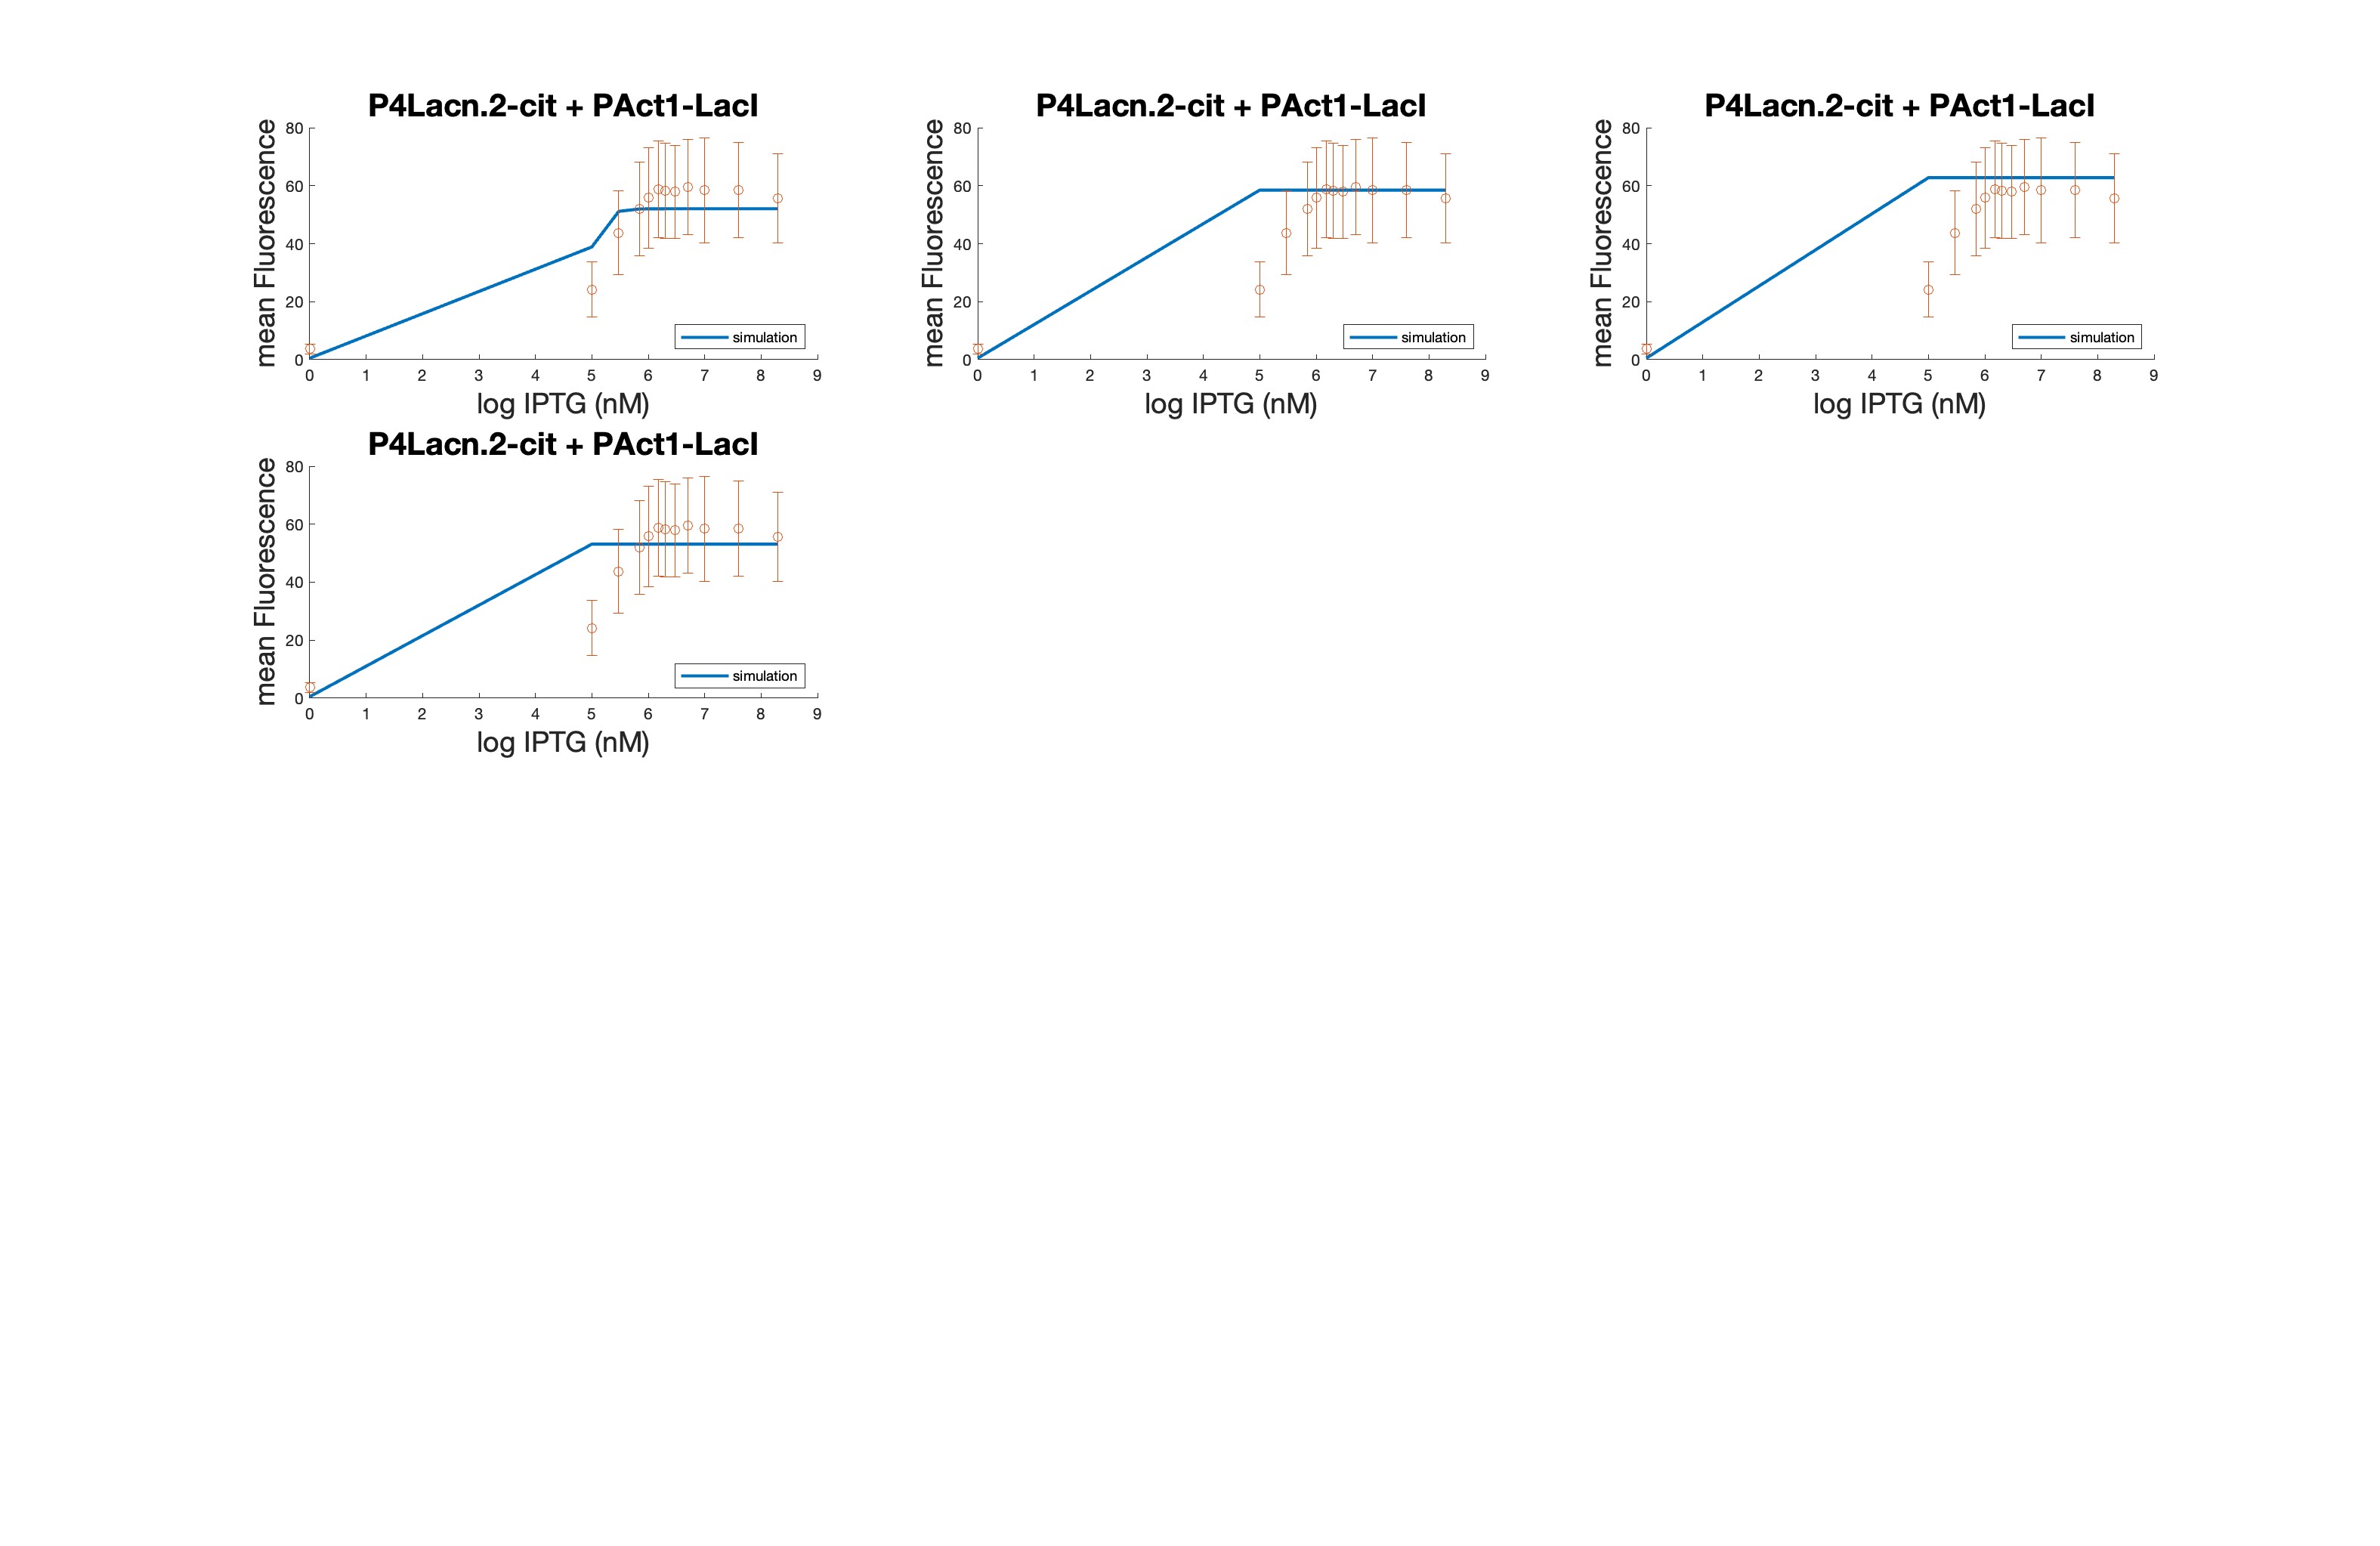 P4Lacn.2-cit + PAct1-LacI
mean Fluorescence
80
60
40
20
0
simulation
0 1 2 3 4 5 6 7 8 9
log IPTG (nM)
P4Lacn.2-cit + PAct1-LacI
mean Fluorescence
80
60
40
20
0
simulation
0 1 2 3 4 5 6 7 8 9
log IPTG (nM)
P4Lacn.2-cit + PAct1-LacI
mean Fluorescence
80
60
40
20
0
simulation
0 1 2 3 4 5 6 7 8 9
log IPTG (nM)
P4Lacn.2-cit + PAct1-LacI
mean Fluorescence
80
60
40
20
0
simulation
0 1 2 3 4 5 6 7 8 9
log IPTG (nM)